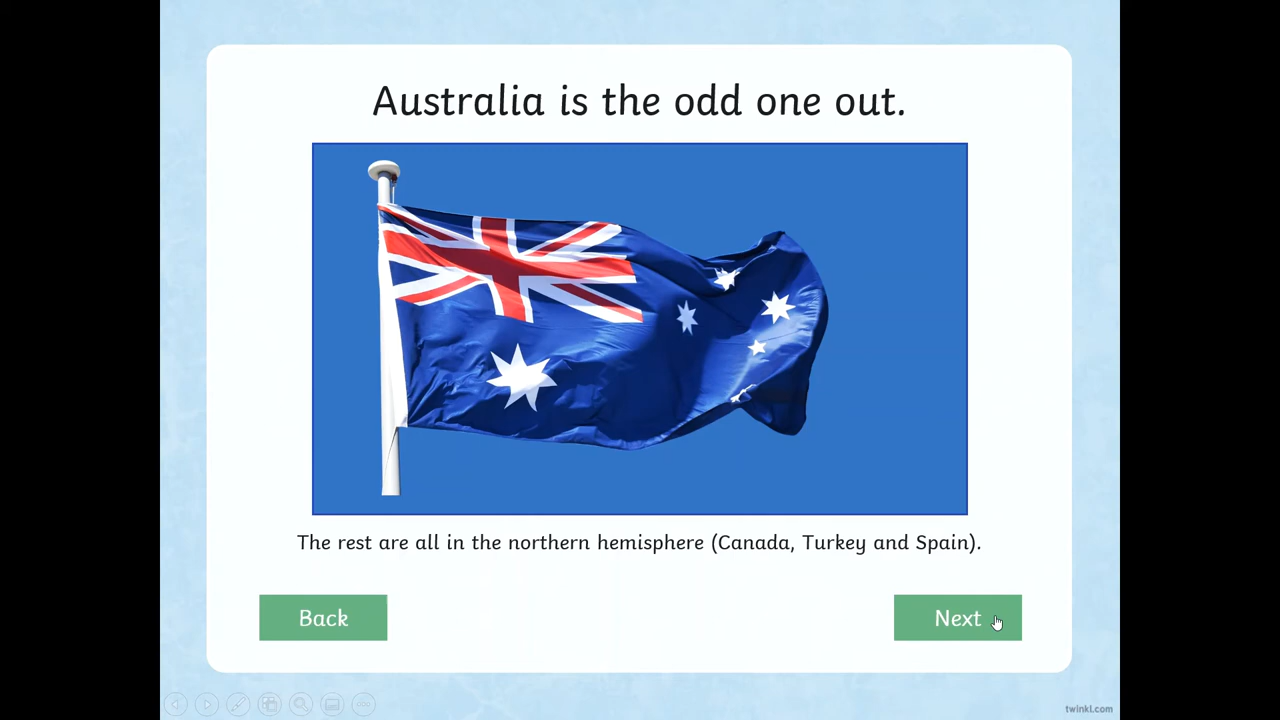 Australia is the odd one out.
The rest are all in the northern hemisphere (Canada, Turkey and Spain).
Back
Next
twinkl.com